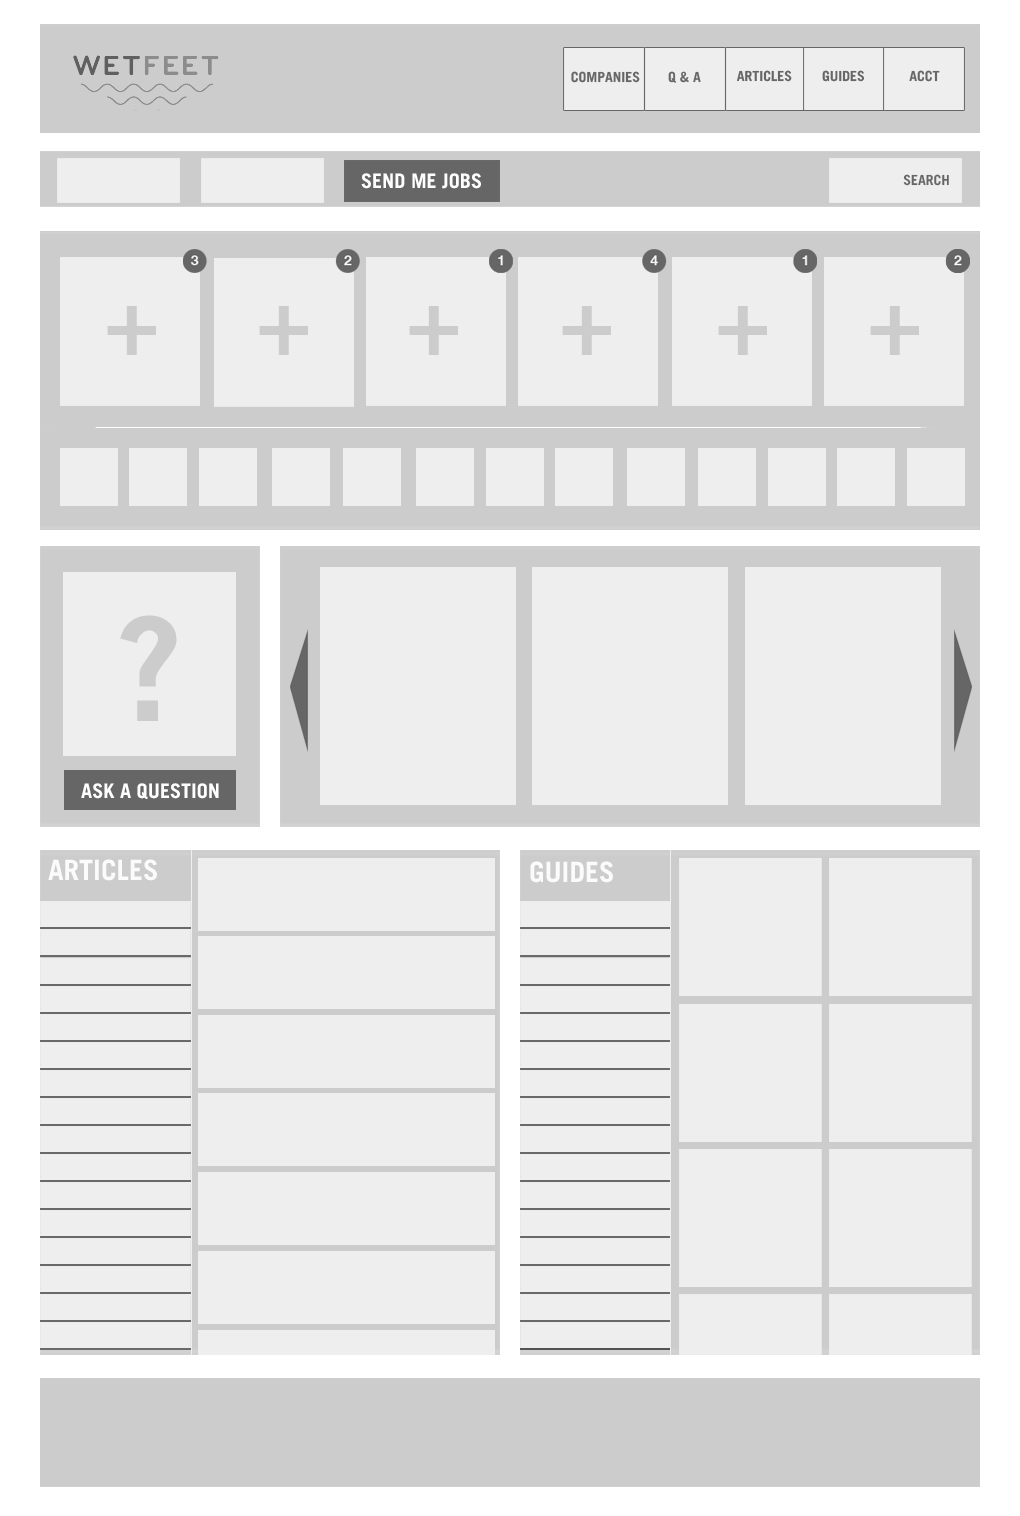 WETFEET
COMPANIES Q & A ARTICLES GUIDES ACCT
SEND ME JOBS SEARCH
3 2 1 4 1 2
+ + + + + +
?
ASK A QUESTION
ARTICLES GUIDES